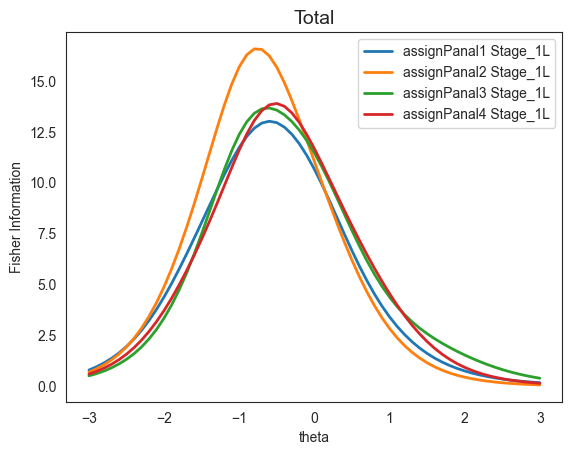 Total
assignPanal1 Stage_1L
assignPanal2 Stage_1L
assignPanal3 Stage_1L
assignPanal4 Stage_1L
Fisher Information
15.0
12.5
10.0
7.5
5.0
2.5
0.0
−3 −2 −1 0 1 2 3
theta